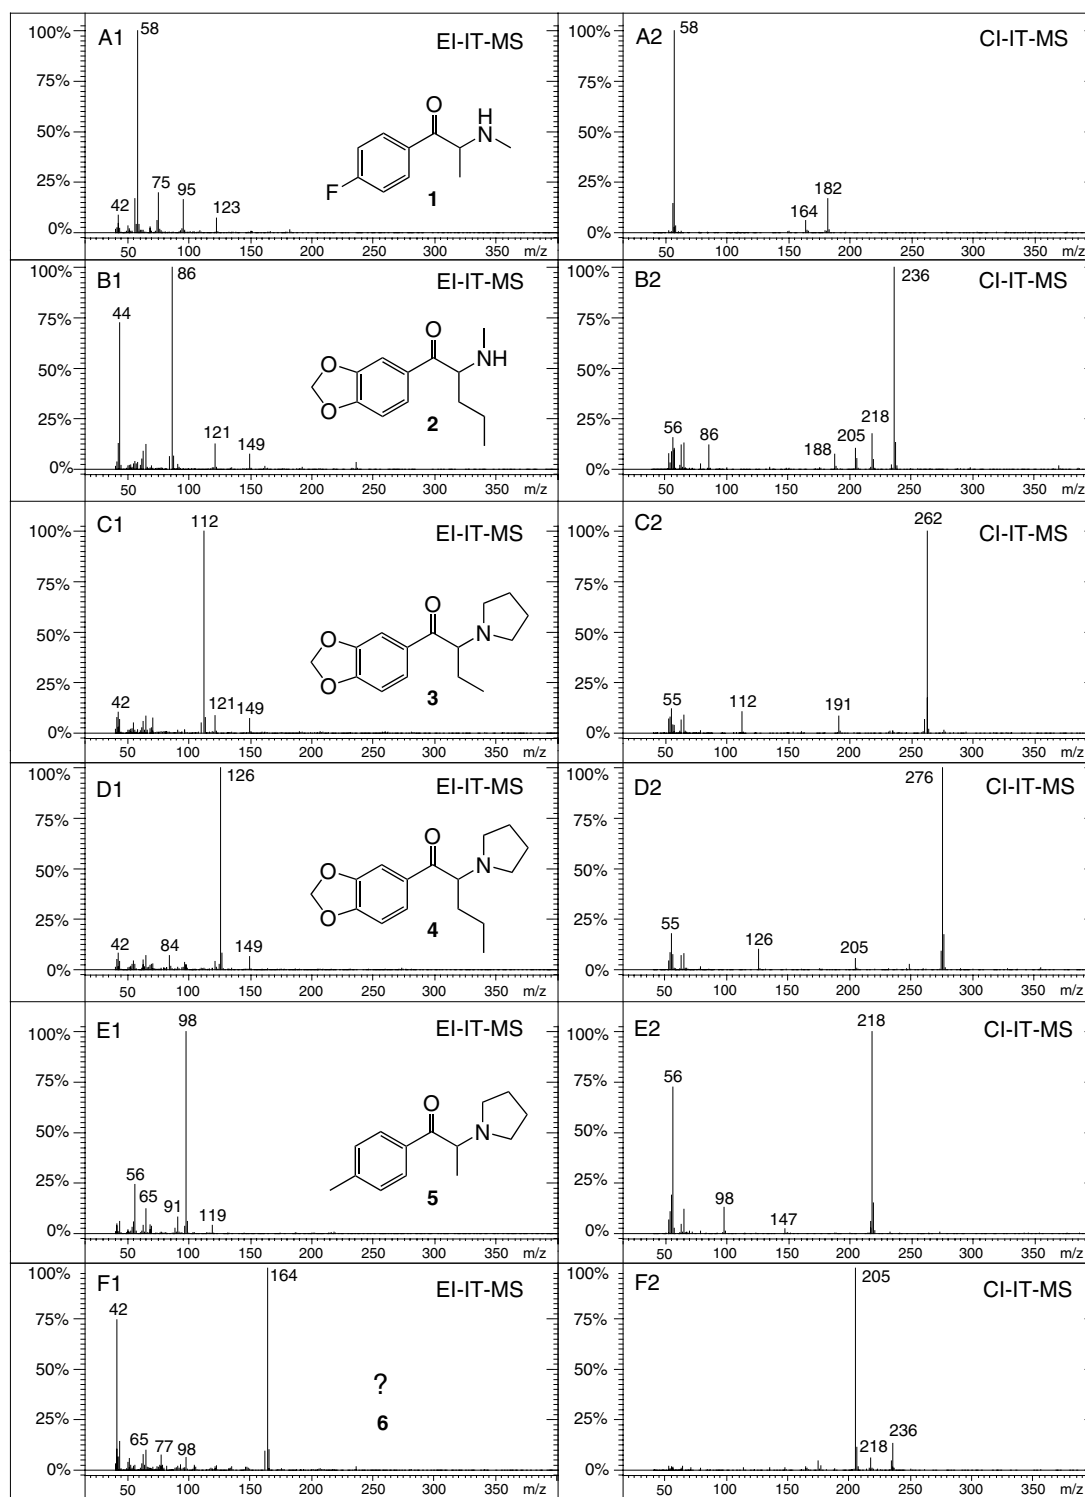 A1 EI-IT-MS
100%
75%
50%
25%
0%
58
42
75
95
123
O
H
N
F
1
50 100 150 200 250 300 350 m/z
A2 CI-IT-MS
100%
75%
50%
25%
0%
58
164
182
50 100 150 200 250 300 350 m/z
B1 EI-IT-MS
100%
75%
50%
25%
0%
44
86
121
149
O
NH
O
O
2
50 100 150 200 250 300 350 m/z
B2 CI-IT-MS
100%
75%
50%
25%
0%
56
86
188
205
218
236
50 100 150 200 250 300 350 m/z
C1 EI-IT-MS
100%
75%
50%
25%
0%
42
112
121
149
O
N
O
O
3
50 100 150 200 250 300 350 m/z
C2 CI-IT-MS
100%
75%
50%
25%
0%
55
112
191
262
50 100 150 200 250 300 350 m/z
D1 EI-IT-MS
100%
75%
50%
25%
0%
42
84
126
149
O
N
O
O
4
50 100 150 200 250 300 350 m/z
D2 CI-IT-MS
100%
75%
50%
25%
0%
55
126
205
276
50 100 150 200 250 300 350 m/z
E1 EI-IT-MS
100%
75%
50%
25%
0%
56
65
91
98
119
O
N
5
50 100 150 200 250 300 350 m/z
E2 CI-IT-MS
100%
75%
50%
25%
0%
56
98
147
218
50 100 150 200 250 300 350 m/z
F1 EI-IT-MS
100%
75%
50%
25%
0%
42
65
77
98
164
?
6
50 100 150 200 250 300 350 m/z
F2 CI-IT-MS
100%
75%
50%
25%
0%
205
218
236
50 100 150 200 250 300 350 m/z